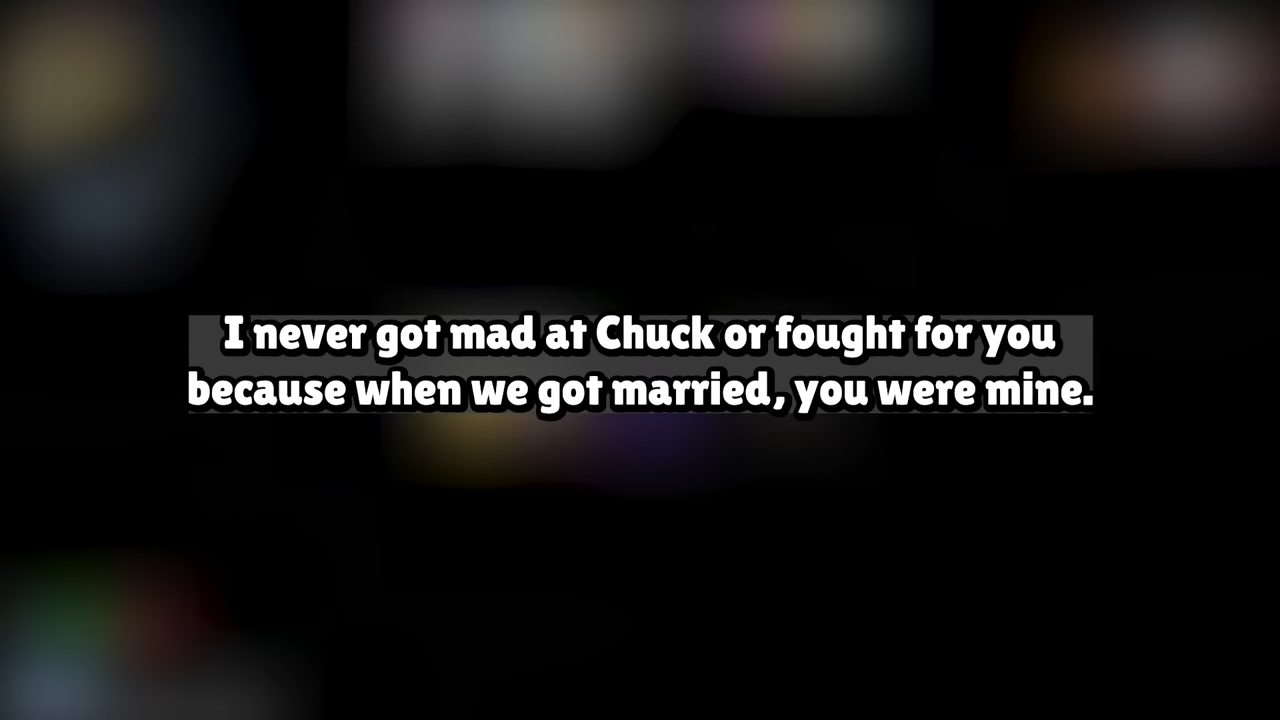 I never got mad at Chuck or fought for you
because when we got married, you were mine.